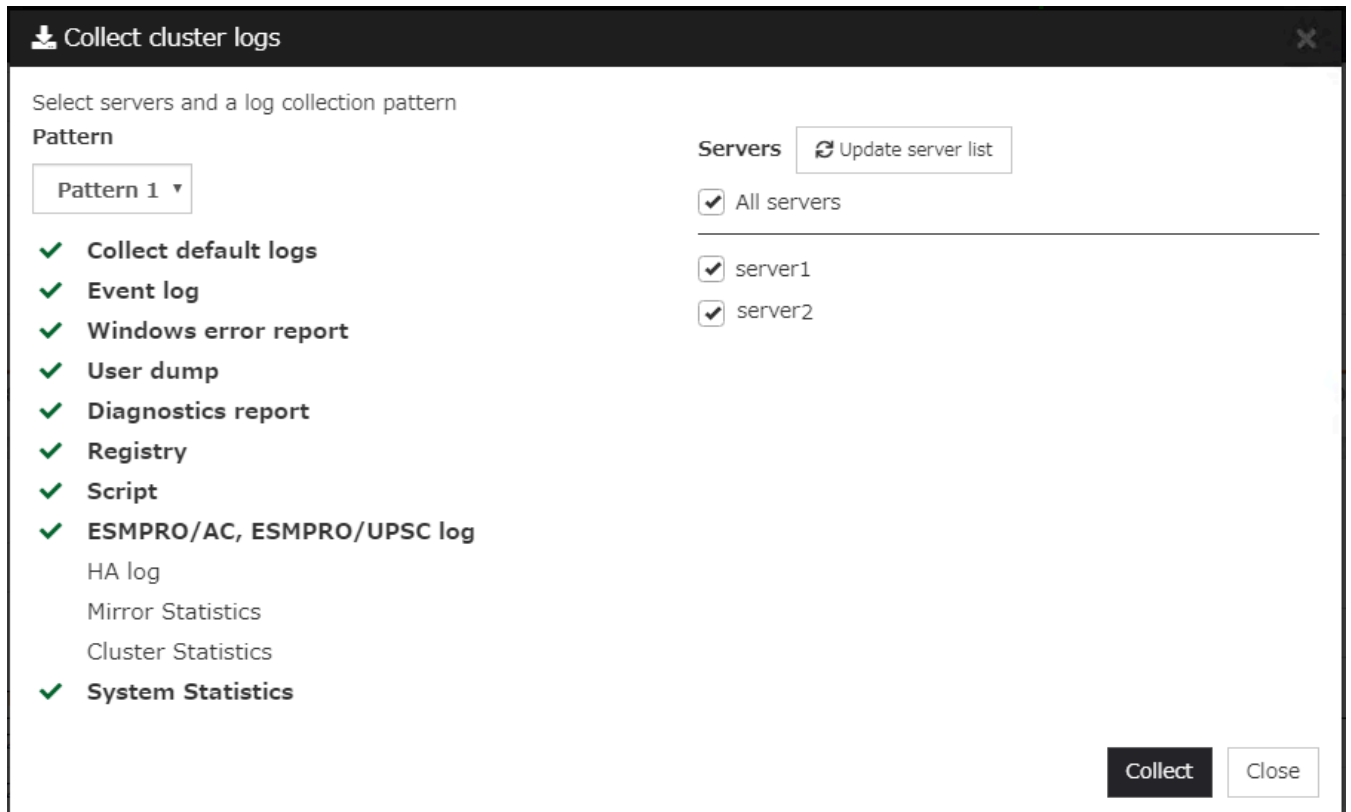 Collect cluster logs
Select servers and a log collection pattern
Pattern
Pattern 1
Collect default logs
Event log
Windows error report
User dump
Diagnostics report
Registry
Script
ESMPRO/AC, ESMPRO/UPSC log
HA log
Mirror Statistics
Cluster Statistics
System Statistics
Servers
Update server list
All servers
server1
server2
Collect
Close